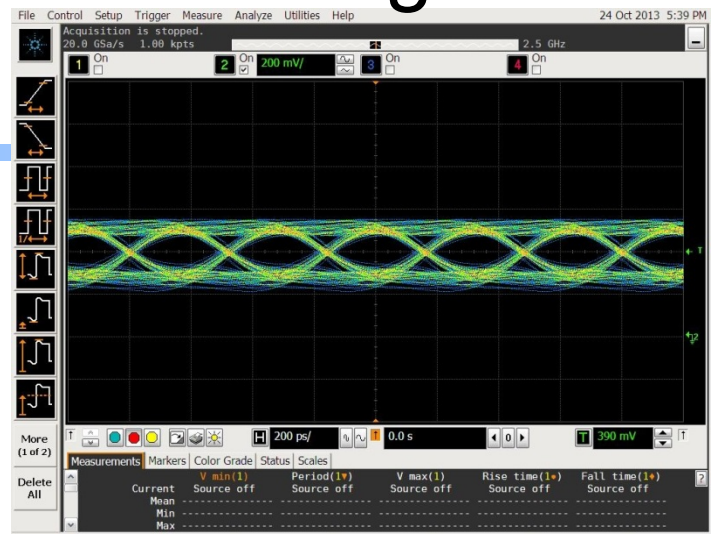 File Control Setup Trigger Measure Analyze Utilities Help 24 Oct 2013 5:39 PM
Acquisition is stopped.
20.0 GSa/s 1.00 kpts 2.5 GHz
1 On 2 On 200 mV/ 3 On 4 On
T
2
More
(1 of 2)
Delete
All
H 200 ps/ T 0.0 s 0 T 390 mV
Measurements Markers Color Grade Status Scales
V min(1) Period(1▼) V max(1) Rise time(1♦) Fall time(1♦) ?
Current Source off Source off Source off Source off Source off
Mean
Min
Max